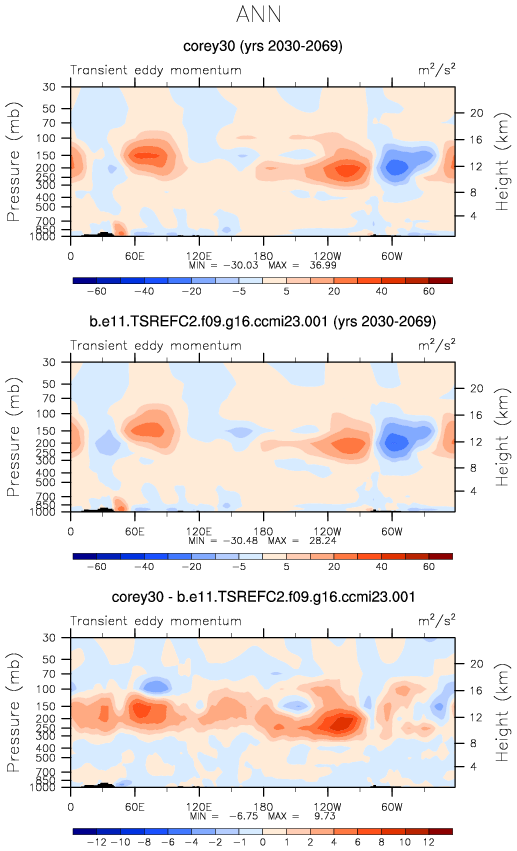 ANN
corey30 (yrs 2030-2069)
Transient eddy momentum m²/s²
Pressure (mb)
30
50
70
100
150
200
250
300
500
700
850
1000
Height (km)
20
16
12
8
4
0 60E 120E 180 120W 60W
MIN = -30.03 MAX = 36.99
-60 -40 -20 -5 5 20 40 60
b.e11.TSREFC2.f09.g16.ccmi23.001 (yrs 2030-2069)
Transient eddy momentum m²/s²
Pressure (mb)
30
50
70
100
150
200
250
300
500
700
850
1000
Height (km)
20
16
12
8
4
0 60E 120E 180 120W 60W
MIN = -30.48 MAX = 28.24
-60 -40 -20 -5 5 20 40 60
corey30 - b.e11.TSREFC2.f09.g16.ccmi23.001
Transient eddy momentum m²/s²
Pressure (mb)
30
50
70
100
150
200
250
300
500
700
850
1000
Height (km)
20
16
12
8
4
0 60E 120E 180 120W 60W
MIN = -6.75 MAX = 9.73
-12 -10 -8 -6 -4 -2 -1 0 1 2 4 6 8 10 12